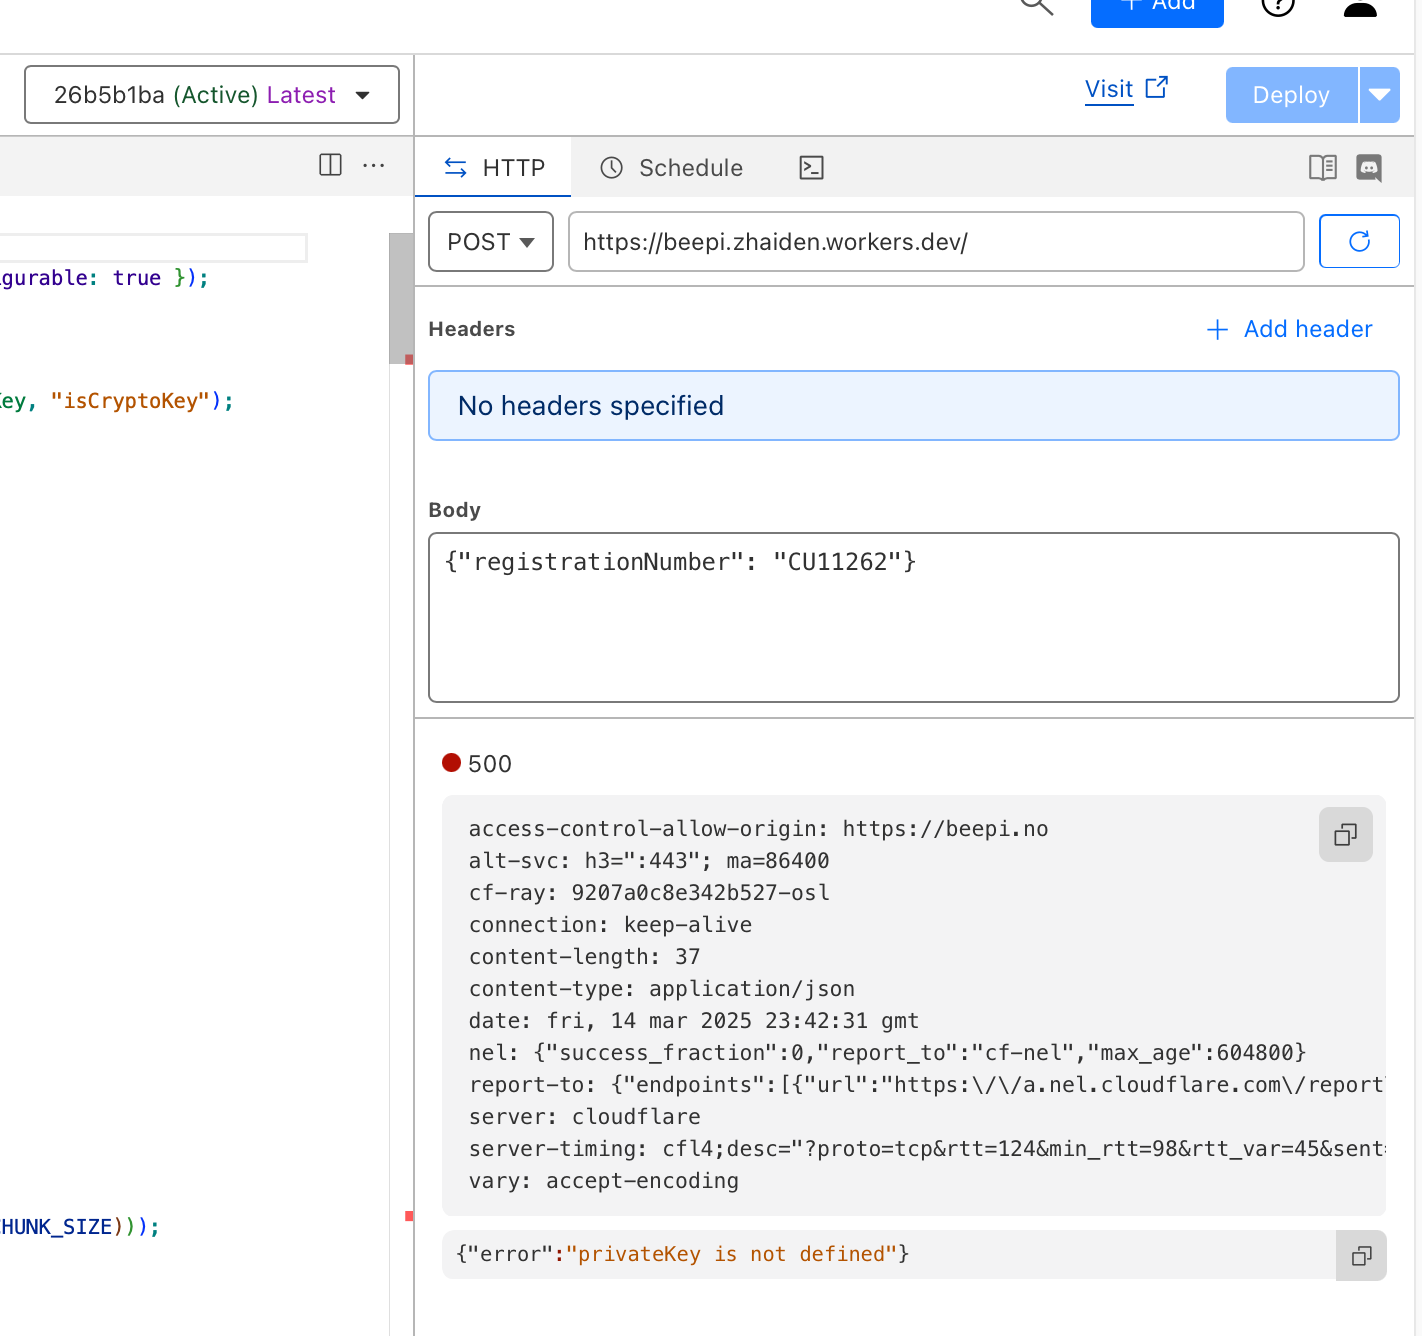 Add
26b5b1ba (Active) Latest
Visit
Deploy
HTTP
Schedule
POST
https://beepi.zhaiden.workers.dev/
gurable: true });
Headers
Add header
ey, "isCryptoKey");
No headers specified
Body
{"registrationNumber": "CU11262"}
500
access-control-allow-origin: https://beepi.no
alt-svc: h3=":443"; ma=86400
cf-ray: 9207a0c8e342b527-osl
connection: keep-alive
content-length: 37
content-type: application/json
date: fri, 14 mar 2025 23:42:31 gmt
nel: {"success_fraction":0,"report_to":"cf-nel","max_age":604800}
report-to: {"endpoints":[{"url":"https:\/\/a.nel.cloudflare.com\/report
server: cloudflare
server-timing: cfl4;desc="?proto=tcp&rtt=124&min_rtt=98&rtt_var=45&sent=
vary: accept-encoding
HUNK_SIZE)));
{"error":"privateKey is not defined"}